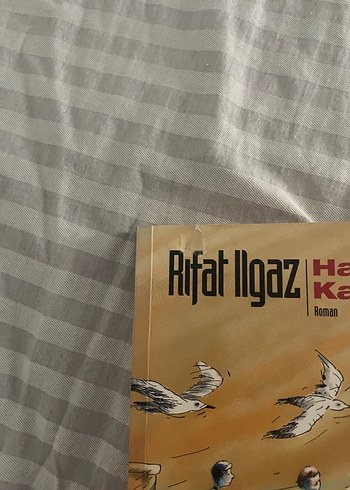 Rıfat Ilgaz
Ha
Ka
Roman